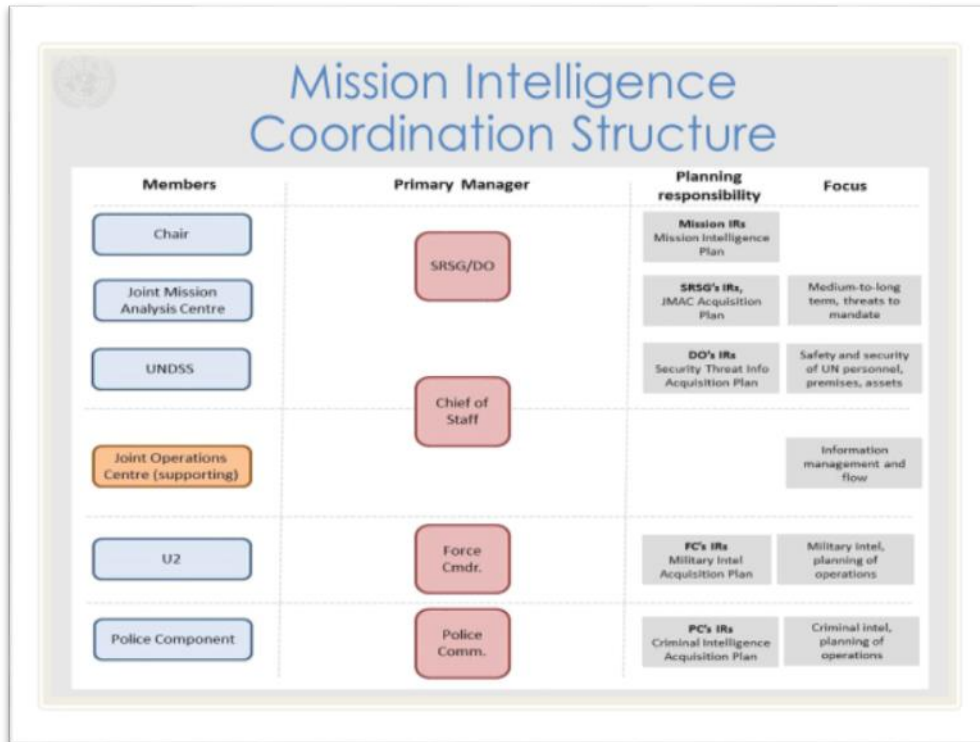 Mission Intelligence
Coordination Structure
Members
Primary Manager
Planning
responsibility
Focus
Chair
SRSG/DO
Mission IRs
Mission Intelligence
Plan
Joint Mission
Analysis Centre
SRSG's IRs,
JMAC Acquisition
Plan
Medium-to-long
term, threats to
mandate
UNDSS
Chief of
Staff
DO's IRs
Security Threat Info
Acquisition Plan
Safety and security
of UN personnel,
premises, assets
Joint Operations
Centre (supporting)
Information
management and
flow
U2
Force
Cmdr.
FC's IRs
Military Intel
Acquisition Plan
Military Intel,
planning of
operations
Police Component
Police
Comm.
PC's IRs
Criminal Intelligence
Acquisition Plan
Criminal intel,
planning of
operations